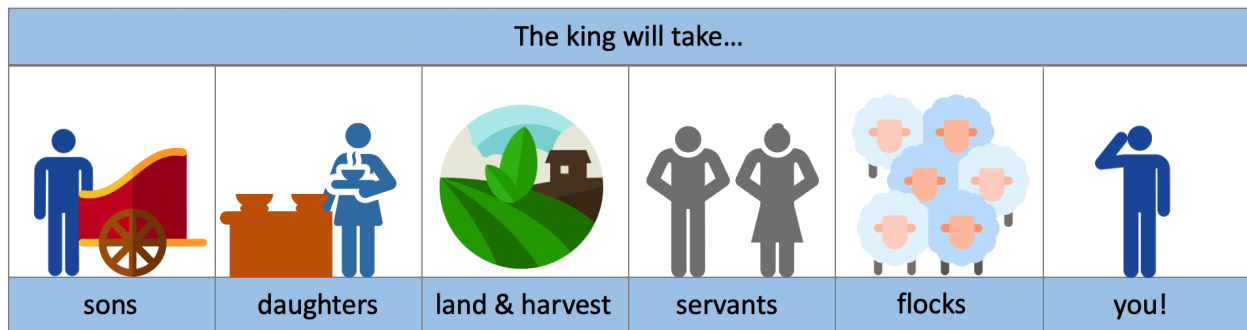 The king will take…
sons
daughters
land & harvest
servants
flocks
you!